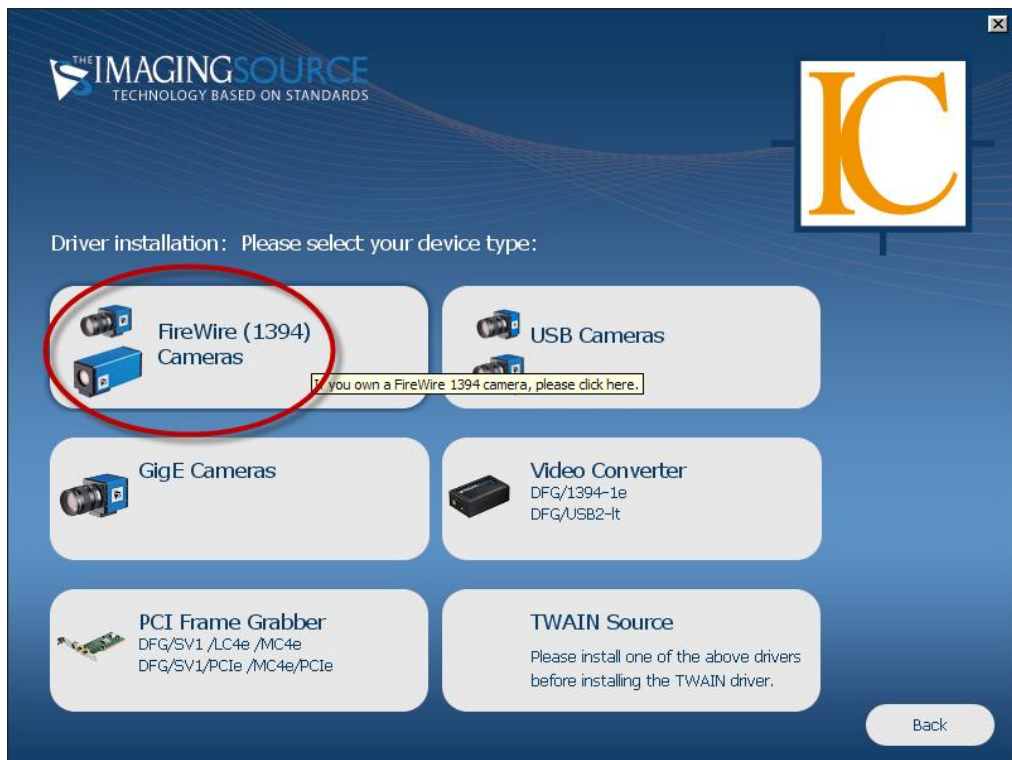 THE IMAGINGSOURCE
TECHNOLOGY BASED ON STANDARDS
IC
Driver installation: Please select your device type:
FireWire (1394)
Cameras
USB Cameras
If you own a FireWire 1394 camera, please click here.
GigE Cameras
Video Converter
DFG/1394-1e
DFG/USB2-lt
PCI Frame Grabber
DFG/SV1 /LC4e /MC4e
DFG/SV1/PCIe /MC4e/PCIe
TWAIN Source
Please install one of the above drivers
before installing the TWAIN driver.
Back